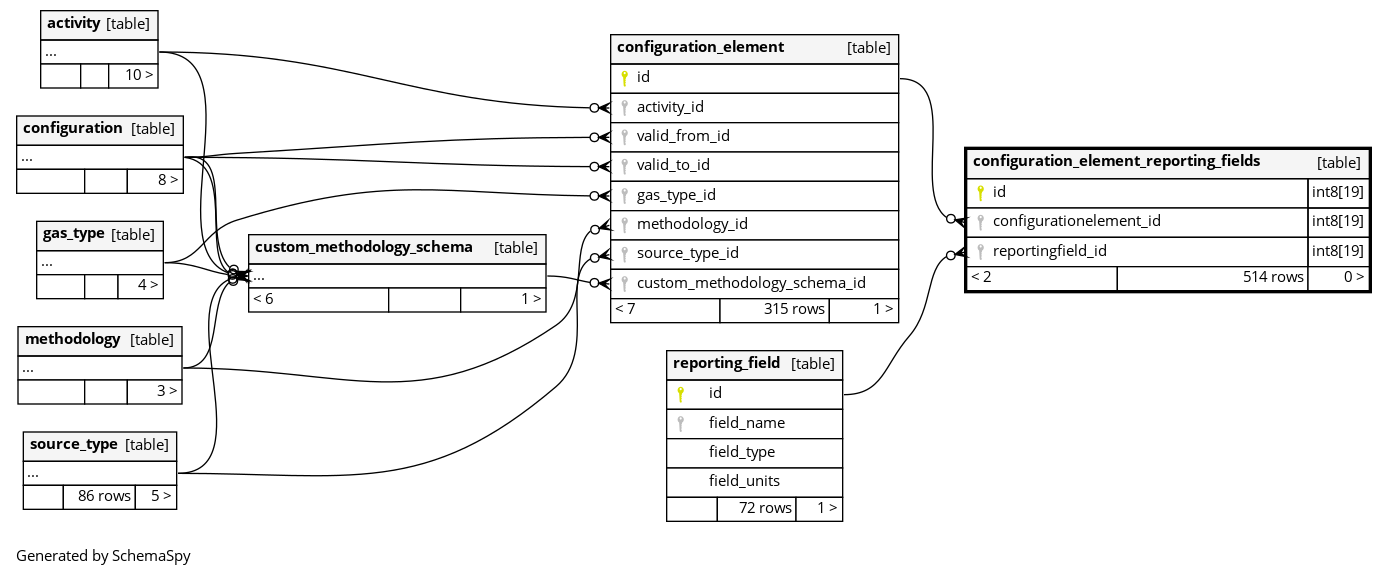 activity [table]
...
10 >
configuration [table]
...
8 >
gas_type [table]
...
4 >
methodology [table]
...
3 >
source_type [table]
...
86 rows 5 >
custom_methodology_schema [table]
...
< 6 1 >
configuration_element [table]
id
activity_id
valid_from_id
valid_to_id
gas_type_id
methodology_id
source_type_id
custom_methodology_schema_id
< 7 315 rows 1 >
reporting_field [table]
id
field_name
field_type
field_units
72 rows 1 >
configuration_element_reporting_fields [table]
id int8[19]
configurationelement_id int8[19]
reportingfield_id int8[19]
< 2 514 rows 0 >
Generated by SchemaSpy